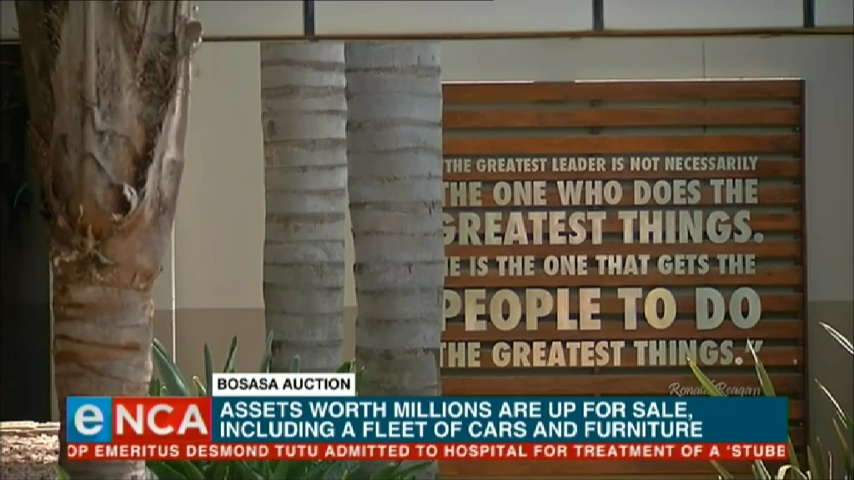 THE GREATEST LEADER IS NOT NECESSARILY
THE ONE WHO DOES THE
GREATEST THINGS.
HE IS THE ONE THAT GETS THE
PEOPLE TO DO
THE GREATEST THINGS."
Ronald Reagan
BOSASA AUCTION
eNCA
ASSETS WORTH MILLIONS ARE UP FOR SALE,
INCLUDING A FLEET OF CARS AND FURNITURE
OP EMERITUS DESMOND TUTU ADMITTED TO HOSPITAL FOR TREATMENT OF A 'STUBB